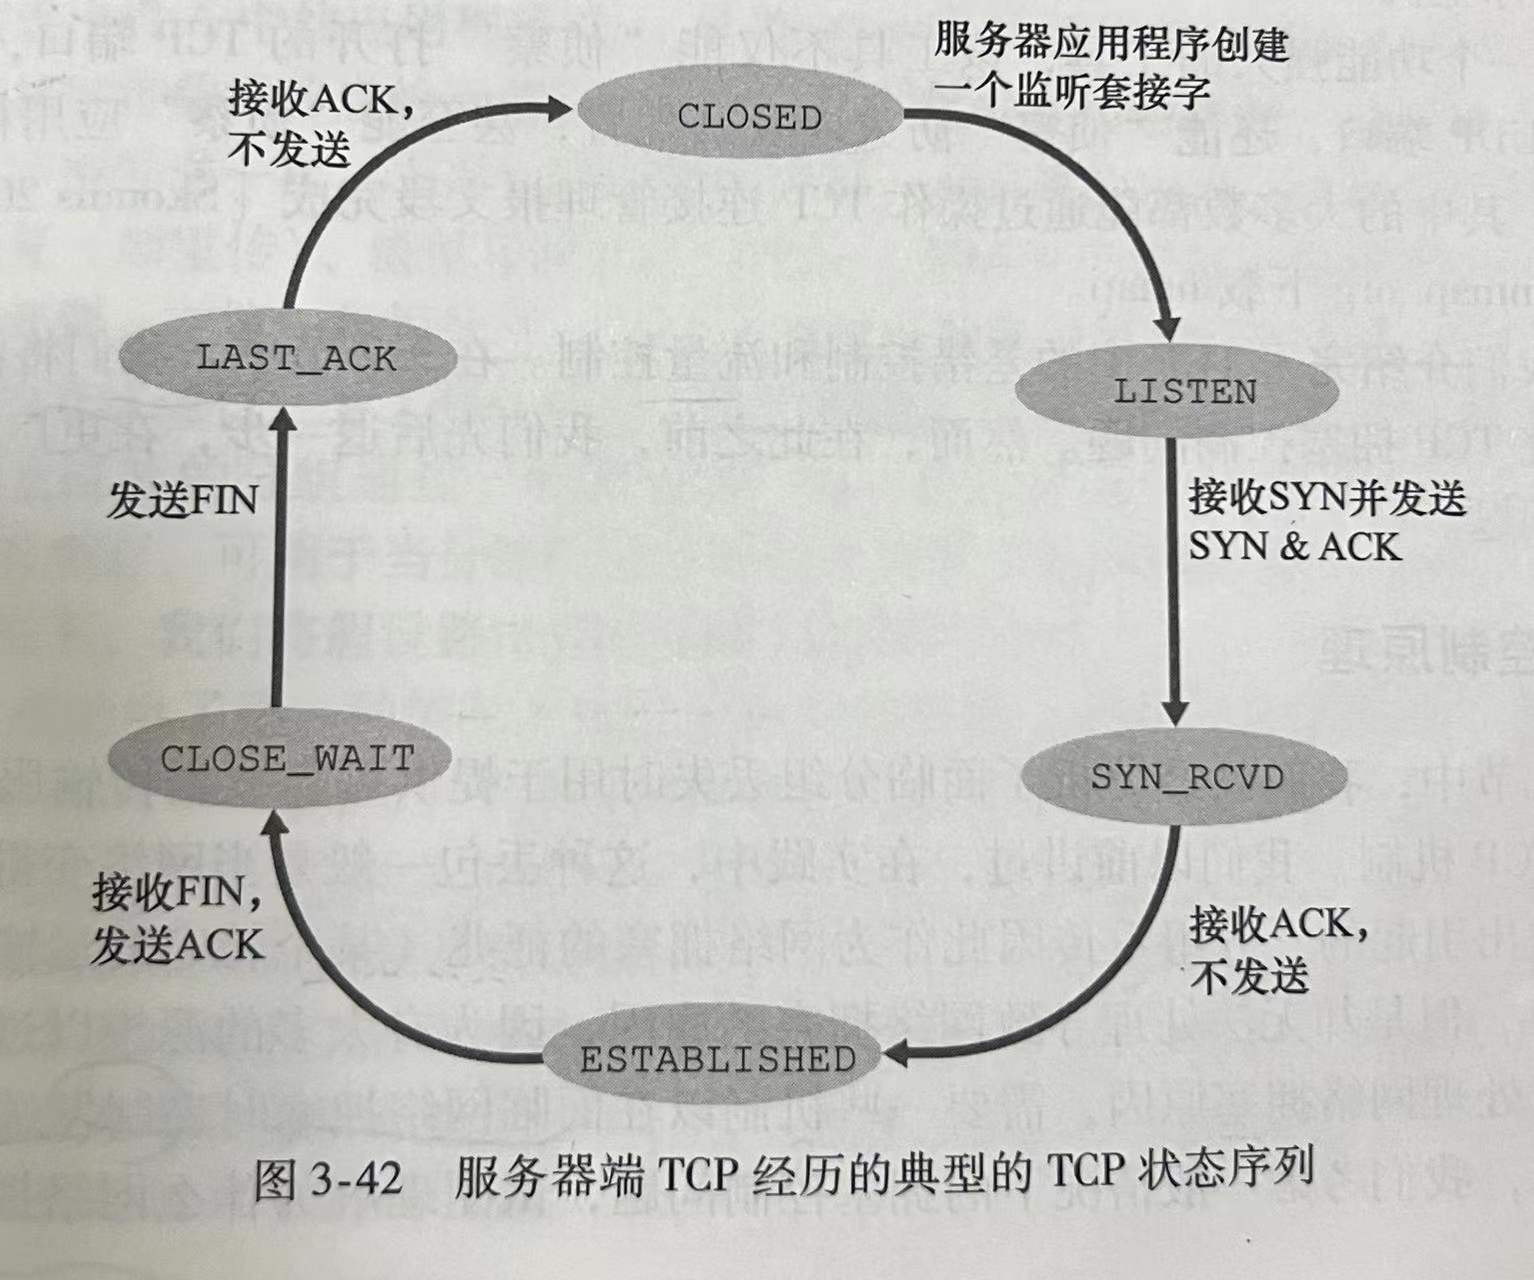 服务器应用程序创建
一个监听套接字
接收ACK，
不发送
CLOSED
LAST_ACK
LISTEN
发送FIN
接收SYN并发送
SYN & ACK
CLOSE_WAIT
SYN_RCVD
接收FIN，
发送ACK
接收ACK，
不发送
ESTABLISHED
图 3-42 服务器端 TCP 经历的典型的 TCP 状态序列